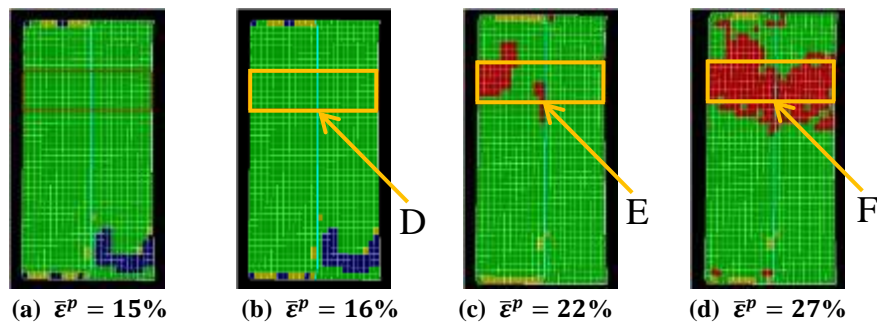 D
E
F
(a) ε̅ᵖ = 15%
(b) ε̅ᵖ = 16%
(c) ε̅ᵖ = 22%
(d) ε̅ᵖ = 27%